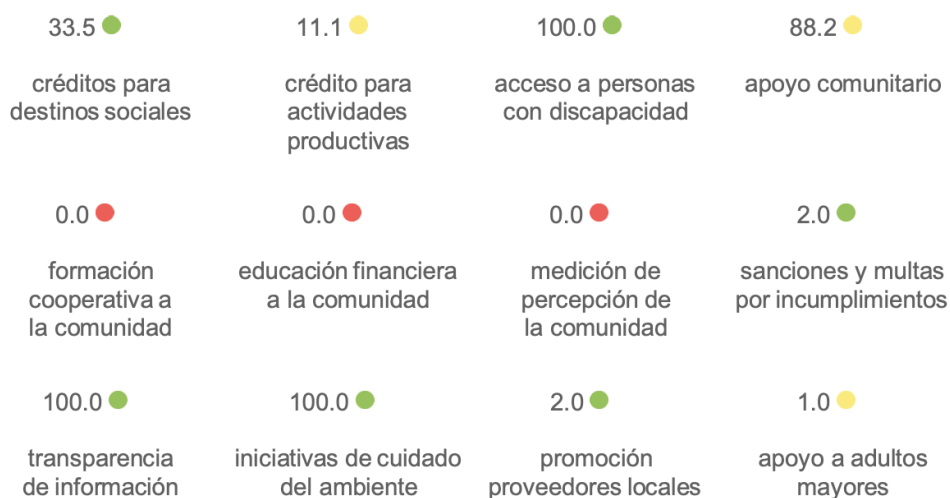 33.5
créditos para
destinos sociales
11.1
crédito para
actividades
productivas
100.0
acceso a personas
con discapacidad
88.2
apoyo comunitario
0.0
formación
cooperativa a
la comunidad
0.0
educación financiera
a la comunidad
0.0
medición de
percepción de
la comunidad
2.0
sanciones y multas
por incumplimientos
100.0
transparencia
de información
100.0
iniciativas de cuidado
del ambiente
2.0
promoción
proveedores locales
1.0
apoyo a adultos
mayores